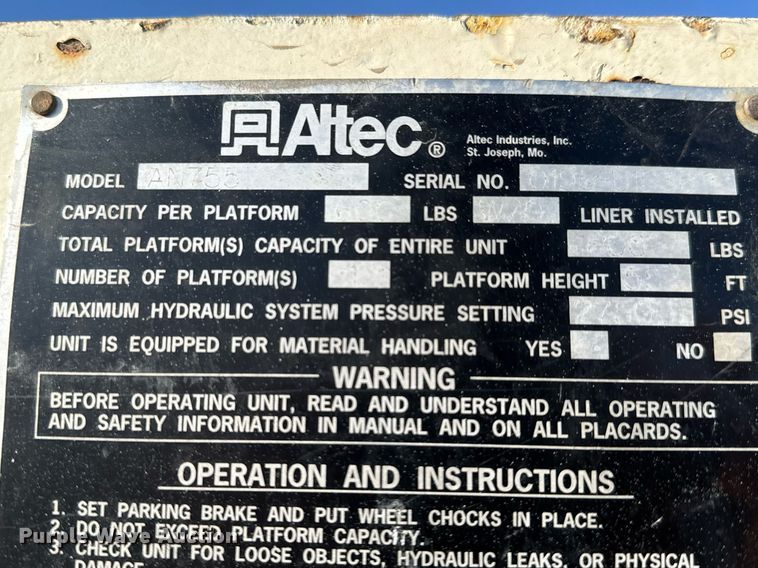 Altec®
Altec Industries, Inc.
St. Joseph, Mo.
MODEL AN755 SERIAL NO.
CAPACITY PER PLATFORM LBS LINER INSTALLED
TOTAL PLATFORM(S) CAPACITY OF ENTIRE UNIT LBS
NUMBER OF PLATFORM(S) PLATFORM HEIGHT FT
MAXIMUM HYDRAULIC SYSTEM PRESSURE SETTING PSI
UNIT IS EQUIPPED FOR MATERIAL HANDLING YES NO
WARNING
BEFORE OPERATING UNIT, READ AND UNDERSTAND ALL OPERATING
AND SAFETY INFORMATION IN MANUAL AND ON ALL PLACARDS.
OPERATION AND INSTRUCTIONS
1. SET PARKING BRAKE AND PUT WHEEL CHOCKS IN PLACE.
2. DO NOT EXCEED PLATFORM CAPACITY.
3. CHECK UNIT FOR LOOSE OBJECTS, HYDRAULIC LEAKS, OR PHYSICAL
DAMAGE
Purple Wave Auction